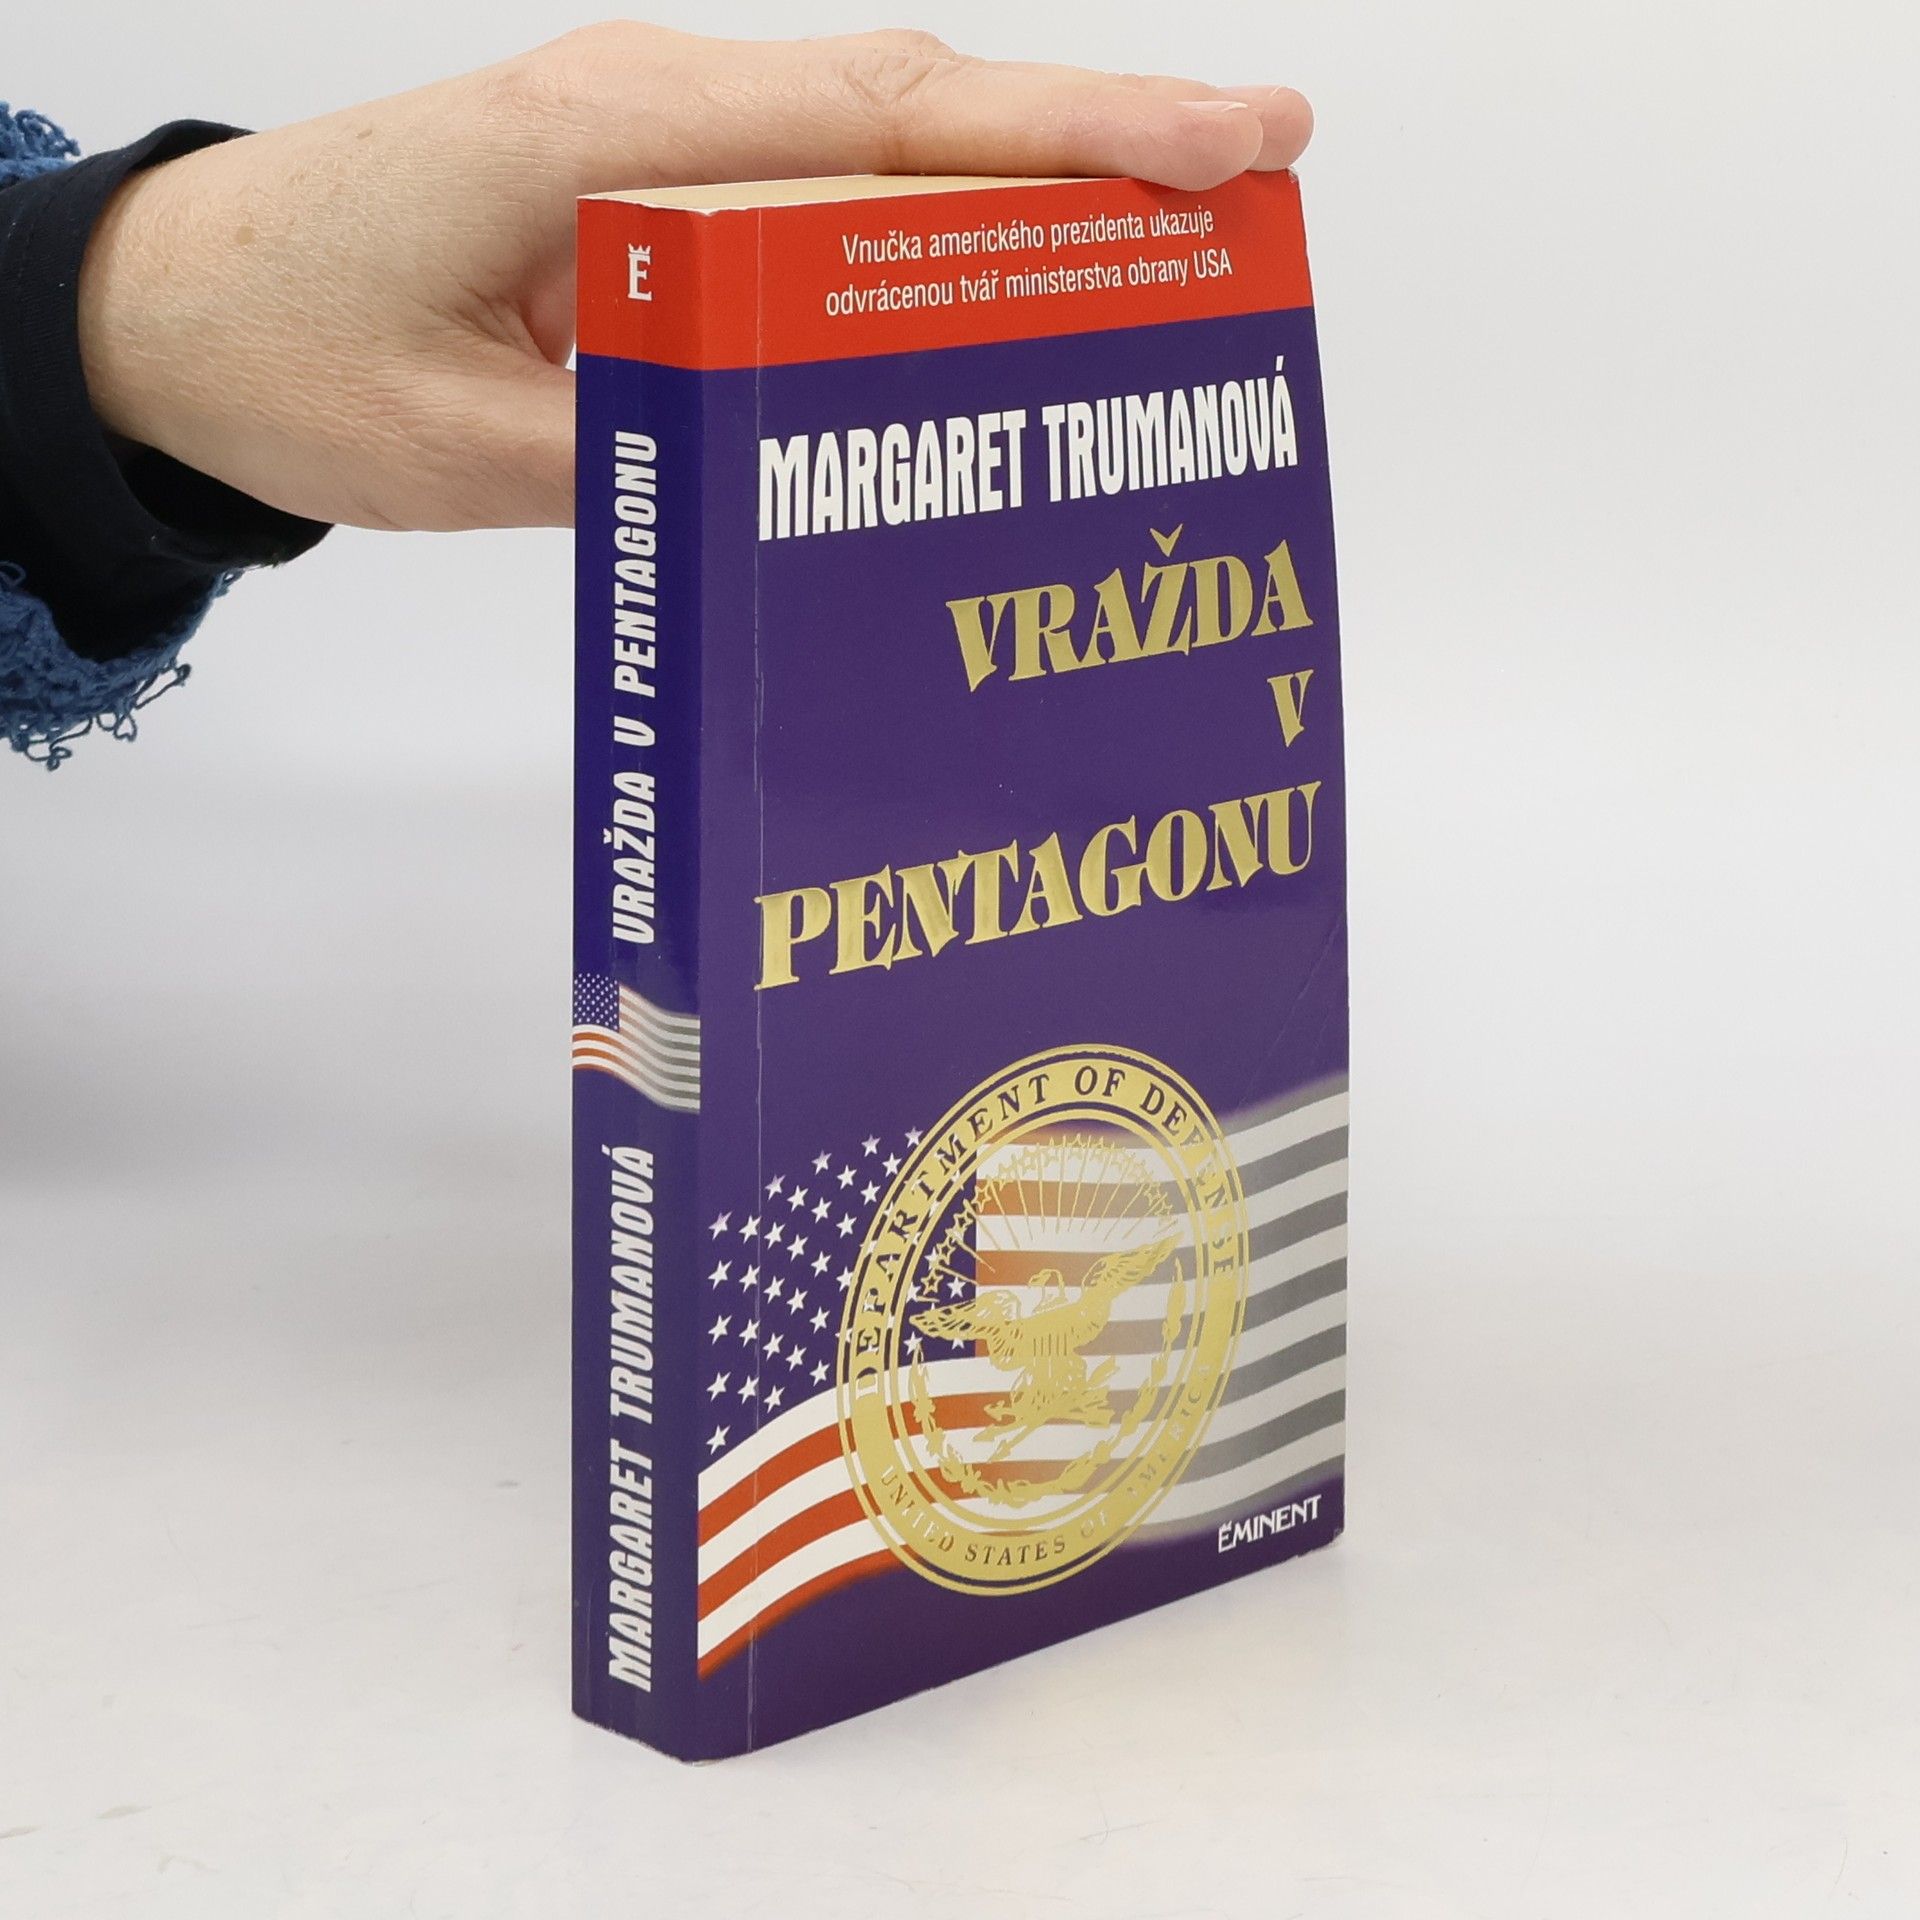 Vnučka amerického prezidenta ukazuje
odvrácenou tvář ministerstva obrany USA
MARGARET TRUMANOVÁ
VRAŽDA
V
PENTAGONU
DEPARTMENT OF DEFENSE
UNITED STATES OF AMERICA
EMINENT
E
VRAŽDA V PENTAGONU
MARGARET TRUMANOVÁ